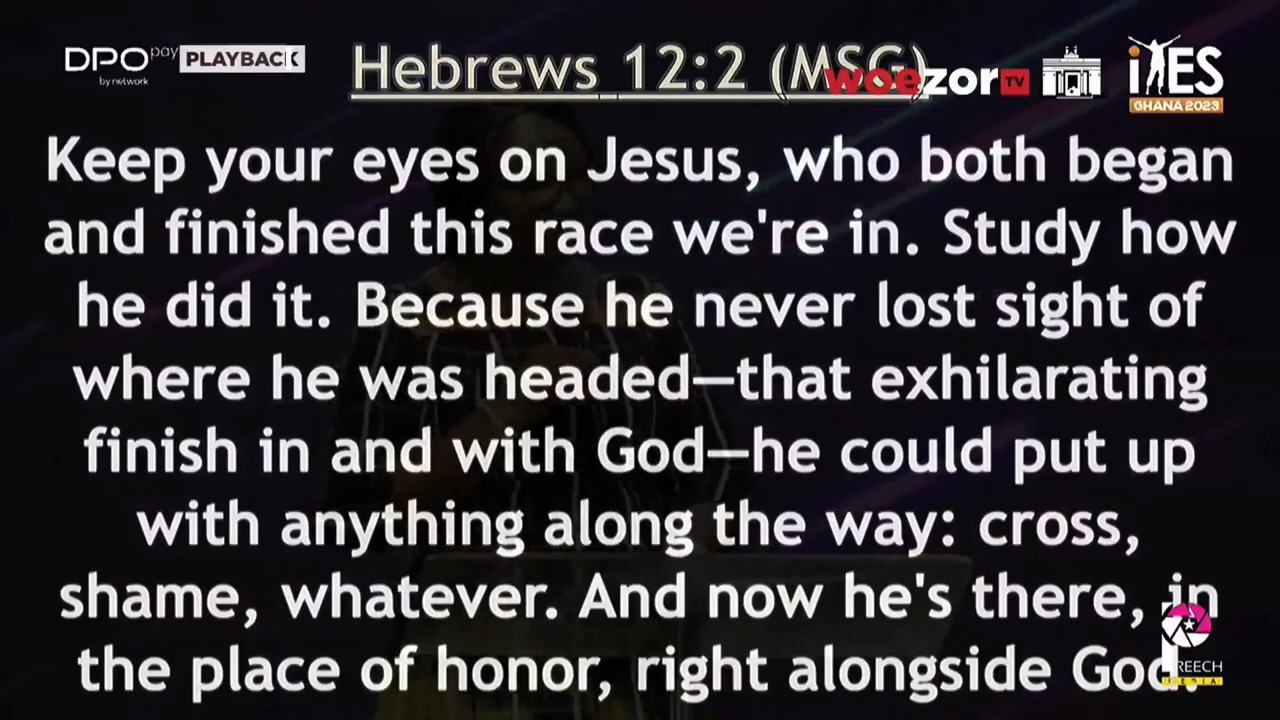 DPO pay PLAYBACK
by network
Hebrews 12:2 (MSG)
woezor TV
iYES
GHANA 2023
Keep your eyes on Jesus, who both began
and finished this race we're in. Study how
he did it. Because he never lost sight of
where he was headed—that exhilarating
finish in and with God—he could put up
with anything along the way: cross,
shame, whatever. And now he's there, in
the place of honor, right alongside God.
REECH
MEDIA